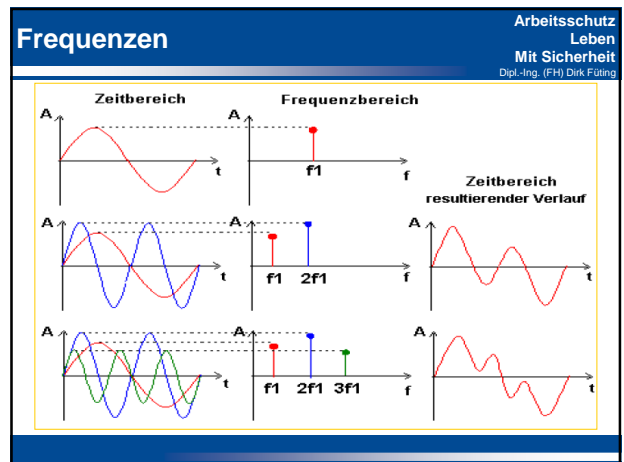 Frequenzen
Arbeitsschutz
Leben
Mit Sicherheit
Dipl.-Ing. (FH) Dirk Füting
Zeitbereich
Frequenzbereich
A
t
A
f1
f
Zeitbereich
resultierender Verlauf
A
t
A
f1 2f1
f
A
t
A
t
A
f1 2f1 3f1
f
A
t